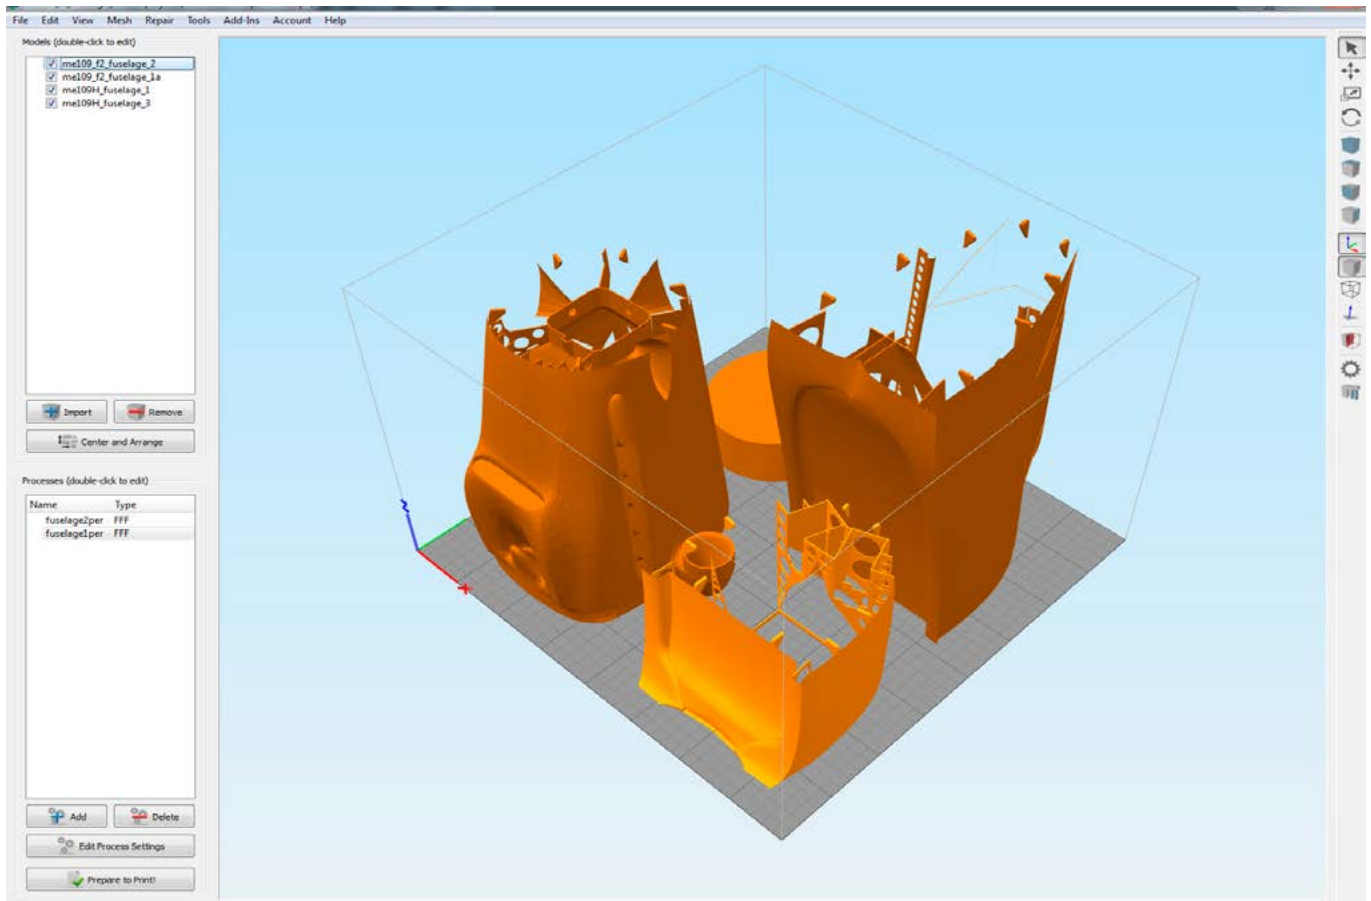 File Edit View Mesh Repair Tools Add-Ins Account Help
Models (double-click to edit)
me109_f2_fuselage_2
me109_f2_fuselage_1a
me109H_fuselage_1
me109H_fuselage_3
Import Remove
Center and Arrange
Processes (double-click to edit)
Name Type
fuselage2per FFF
fuselage1per FFF
Add Delete
Edit Process Settings
Prepare to Print!